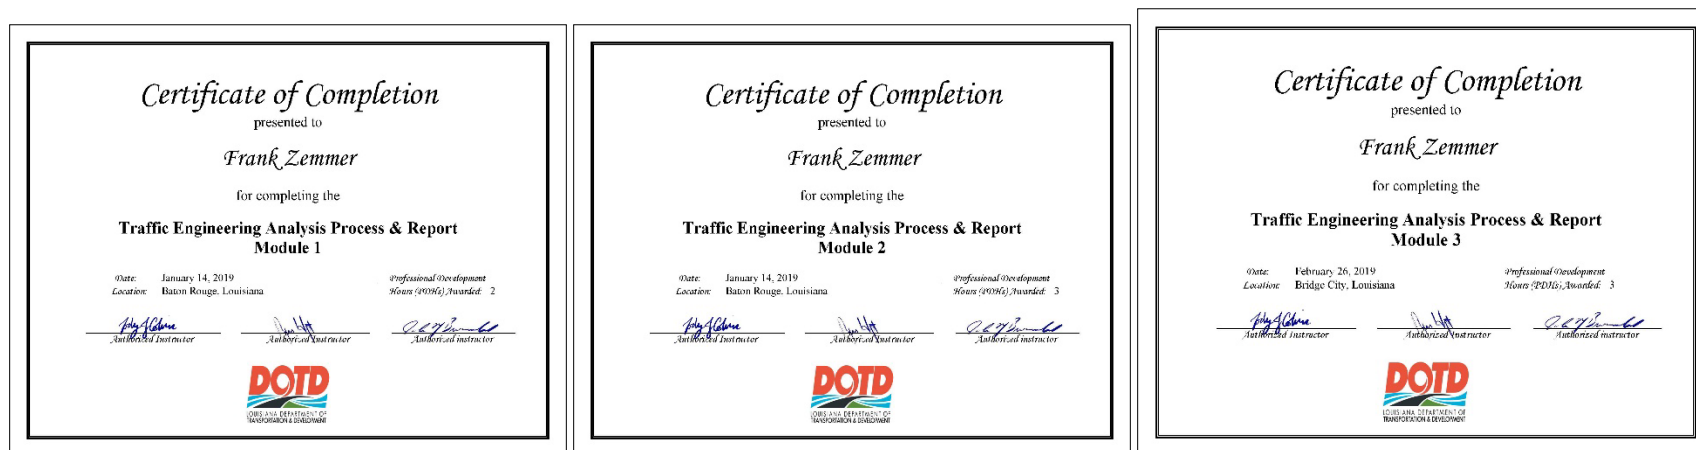 Certificate of Completion
presented to
Frank Zemmer
for completing the
Traffic Engineering Analysis Process & Report
Module 1
Date: January 14, 2019
Location: Baton Rouge, Louisiana
Professional Development
Hours (PDHs) Awarded: 2
Authorized Instructor
Authorized Instructor
Authorized instructor
DOTD
LOUISIANA DEPARTMENT OF
TRANSPORTATION & DEVELOPMENT
Certificate of Completion
presented to
Frank Zemmer
for completing the
Traffic Engineering Analysis Process & Report
Module 2
Date: January 14, 2019
Location: Baton Rouge, Louisiana
Professional Development
Hours (PDHs) Awarded: 3
Authorized Instructor
Authorized Instructor
Authorized instructor
DOTD
LOUISIANA DEPARTMENT OF
TRANSPORTATION & DEVELOPMENT
Certificate of Completion
presented to
Frank Zemmer
for completing the
Traffic Engineering Analysis Process & Report
Module 3
Date: February 26, 2019
Location: Bridge City, Louisiana
Professional Development
Hours (PDHs) Awarded: 3
Authorized Instructor
Authorized Instructor
Authorized instructor
DOTD
LOUISIANA DEPARTMENT OF
TRANSPORTATION & DEVELOPMENT